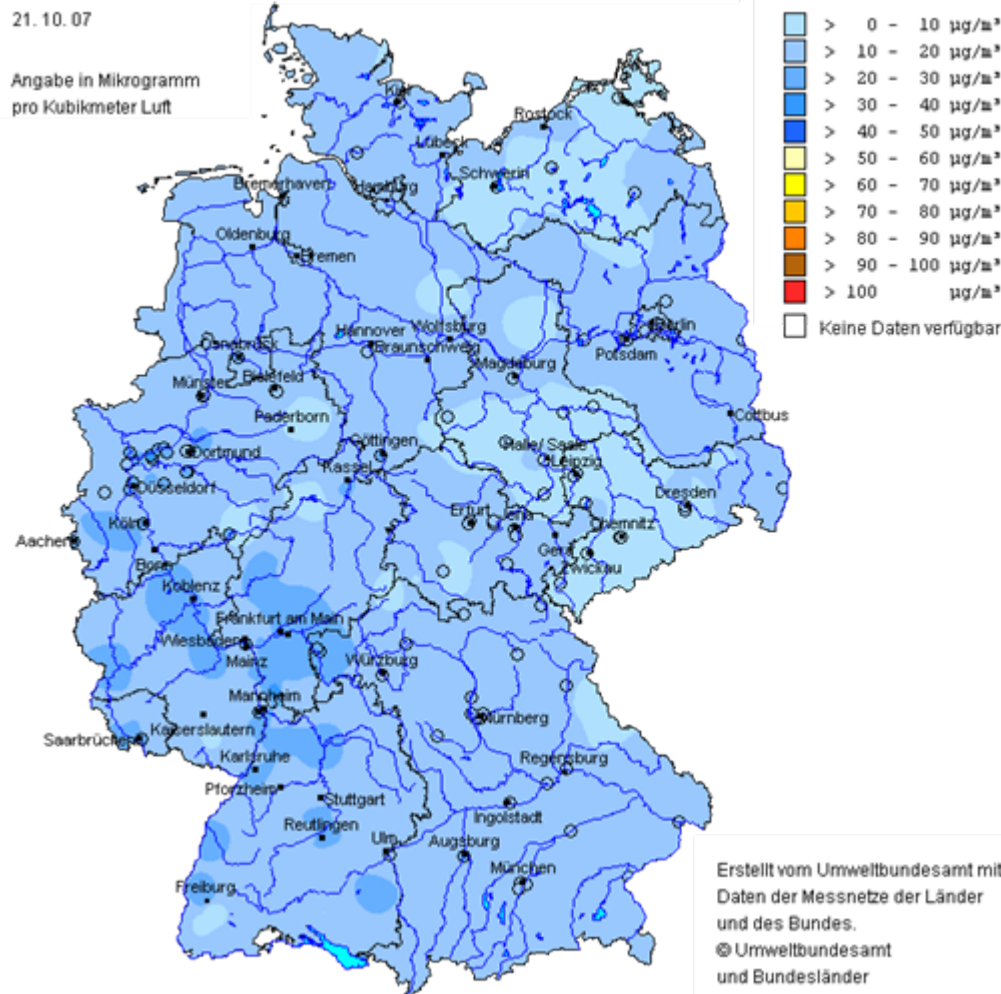 21. 10. 07
Angabe in Mikrogramm
pro Kubikmeter Luft
> 0 - 10 µg/m³
> 10 - 20 µg/m³
> 20 - 30 µg/m³
> 30 - 40 µg/m³
> 40 - 50 µg/m³
> 50 - 60 µg/m³
> 60 - 70 µg/m³
> 70 - 80 µg/m³
> 80 - 90 µg/m³
> 90 - 100 µg/m³
> 100 µg/m³
Keine Daten verfügbar
Kiel
Rostock
Lübeck
Schwerin
Bremerhaven
Hamburg
Oldenburg
Bremen
Hannover
Wolfsburg
Berlin
Osnabrück
Braunschweig
Potsdam
Magdeburg
Münster
Bielefeld
Paderborn
Cottbus
Göttingen
Halle/ Saale
Dortmund
Leipzig
Kassel
Düsseldorf
Dresden
Erfurt
Jena
Köln
Chemnitz
Aachen
Gera
Bonn
Zwickau
Koblenz
Frankfurt am Main
Wiesbaden
Mainz
Würzburg
Mannheim
Nürnberg
Kaiserslautern
Saarbrücken
Karlsruhe
Regensburg
Pforzheim
Stuttgart
Ingolstadt
Reutlingen
Ulm
Augsburg
München
Freiburg
Erstellt vom Umweltbundesamt mit
Daten der Messnetze der Länder
und des Bundes.
© Umweltbundesamt
und Bundesländer